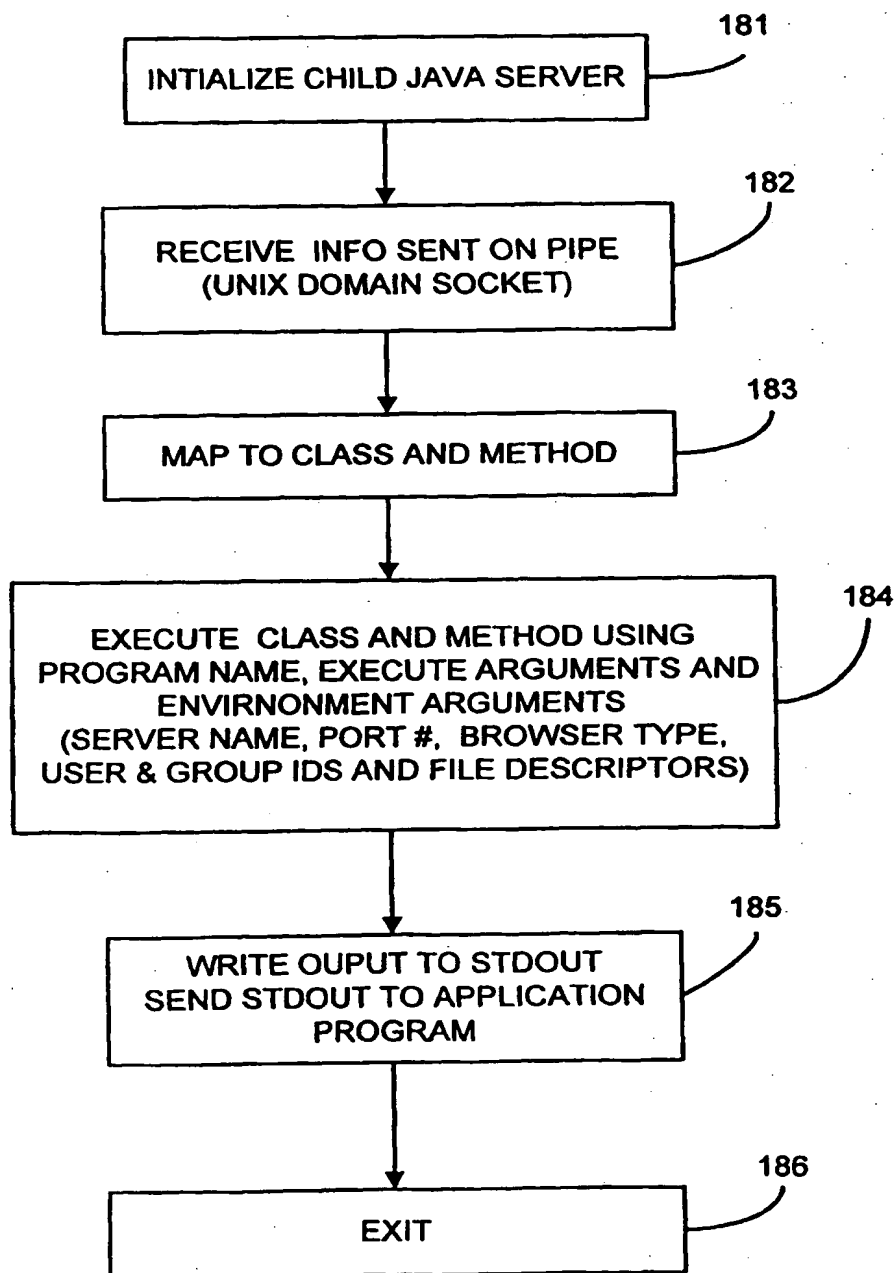 181
INTIALIZE CHILD JAVA SERVER
182
RECEIVE INFO SENT ON PIPE
(UNIX DOMAIN SOCKET)
183
MAP TO CLASS AND METHOD
184
EXECUTE CLASS AND METHOD USING
PROGRAM NAME, EXECUTE ARGUMENTS AND
ENVIRNONMENT ARGUMENTS
(SERVER NAME, PORT #, BROWSER TYPE,
USER & GROUP IDS AND FILE DESCRIPTORS)
185
WRITE OUPUT TO STDOUT
SEND STDOUT TO APPLICATION
PROGRAM
186
EXIT